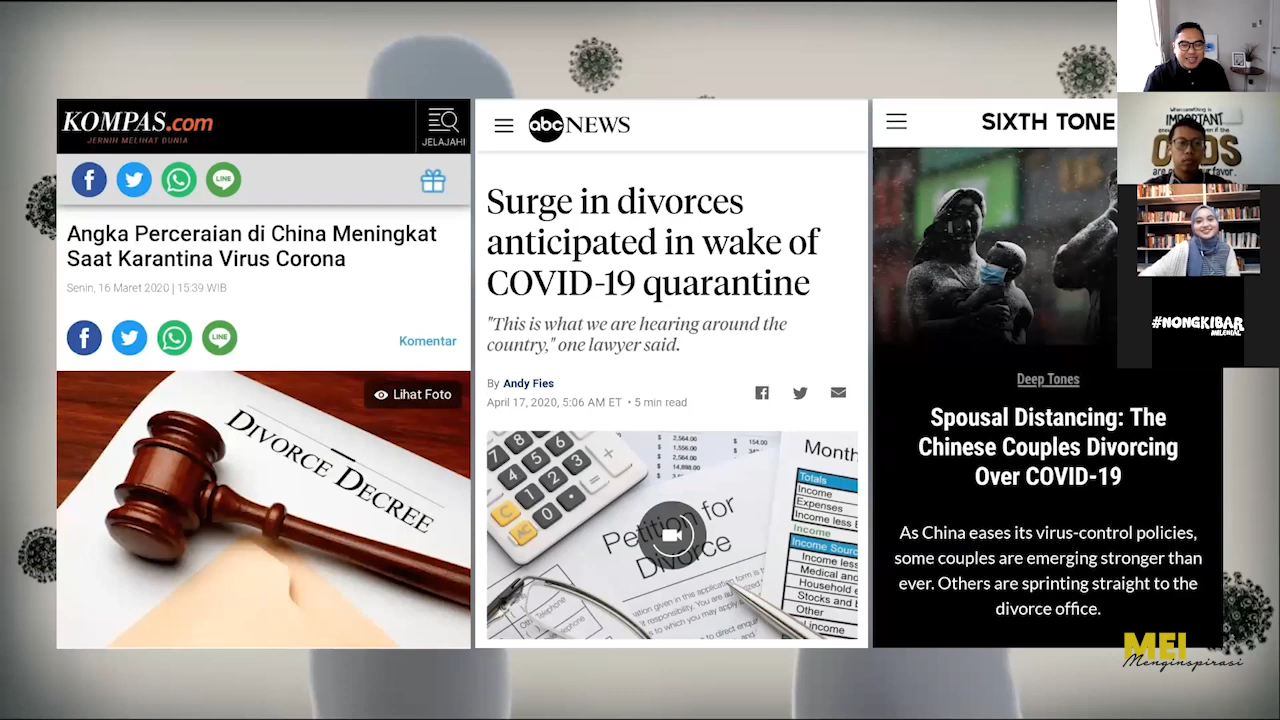 KOMPAS.com
JERNIH MELIHAT DUNIA
JELAJAHI
LINE
Angka Perceraian di China Meningkat
Saat Karantina Virus Corona
Senin, 16 Maret 2020 | 15:39 WIB
LINE
Komentar
Lihat Foto
DIVORCE DECREE
abc NEWS
Surge in divorces
anticipated in wake of
COVID-19 quarantine
"This is what we are hearing around the
country," one lawyer said.
By Andy Fies
April 17, 2020, 5:06 AM ET • 5 min read
Petition for
Divorce
Month
Totals
Income
Expenses
Income less
Income
Income Sourc
Income less
Medical and
Household
Stocks and
Other
Income
SIXTH TONE
Deep Tones
Spousal Distancing: The
Chinese Couples Divorcing
Over COVID-19
As China eases its virus-control policies,
some couples are emerging stronger than
ever. Others are sprinting straight to the
divorce office.
When something is
IMPORTANT
ODDS
#NONGKIBAR
MILENIAL
MEI
Menginspirasi